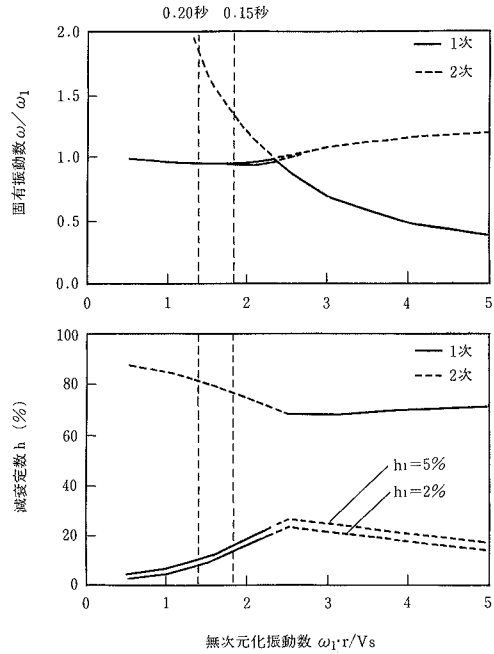 0.20秒 0.15秒
2.0
1.5
1.0
0.5
0.0
固有振動数 ω/ω₁
1次
2次
0 1 2 3 4 5
100
80
60
40
20
0
減衰定数 h (%)
1次
2次
h₁=5%
h₁=2%
0 1 2 3 4 5
無次元化振動数 ω₁·r/Vs